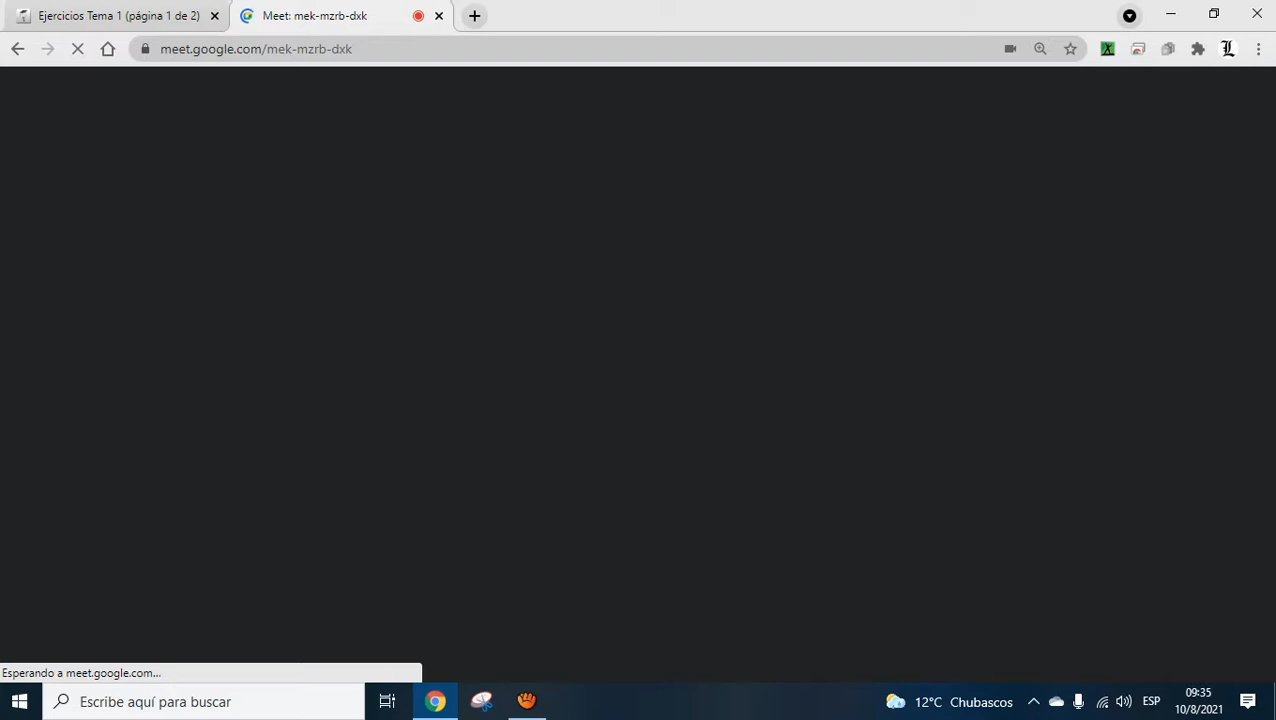 Ejercicios Tema 1 (página 1 de 2)
Meet: mek-mzrb-dxk
meet.google.com/mek-mzrb-dxk
Esperando a meet.google.com...
Escribe aquí para buscar
12°C Chubascos
ESP
09:35
10/8/2021